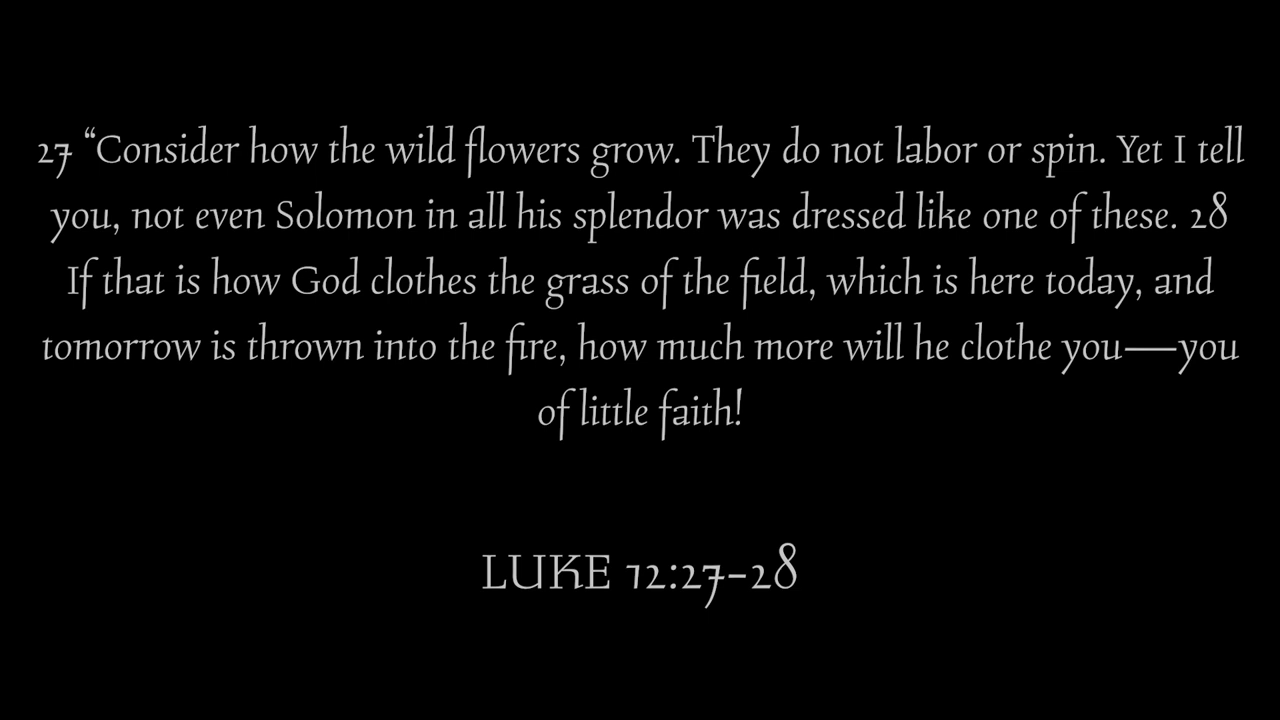 27 “Consider how the wild flowers grow. They do not labor or spin. Yet I tell
you, not even Solomon in all his splendor was dressed like one of these. 28
If that is how God clothes the grass of the field, which is here today, and
tomorrow is thrown into the fire, how much more will he clothe you—you
of little faith!
LUKE 12:27-28